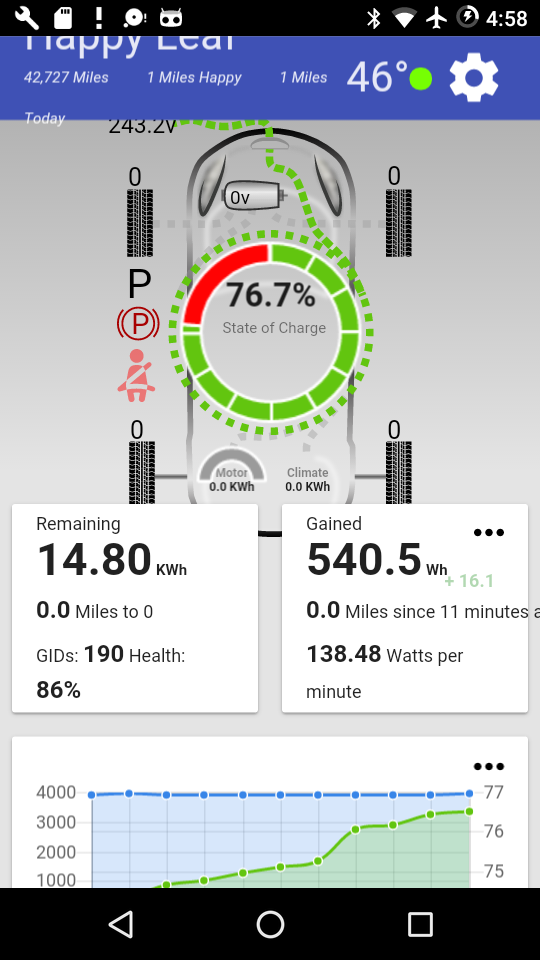 4:58
Happy Leaf
42,727 Miles 1 Miles Happy 1 Miles 46°
Today
243.2v
0 0
0v
P
P
76.7%
State of Charge
0 0
Motor Climate
0.0 KWh 0.0 KWh
Remaining
14.80 KWh
0.0 Miles to 0
GIDs: 190 Health:
86%
Gained
540.5 Wh
+ 16.1
0.0 Miles since 11 minutes a
138.48 Watts per
minute
4000 77
3000 76
2000 75
1000